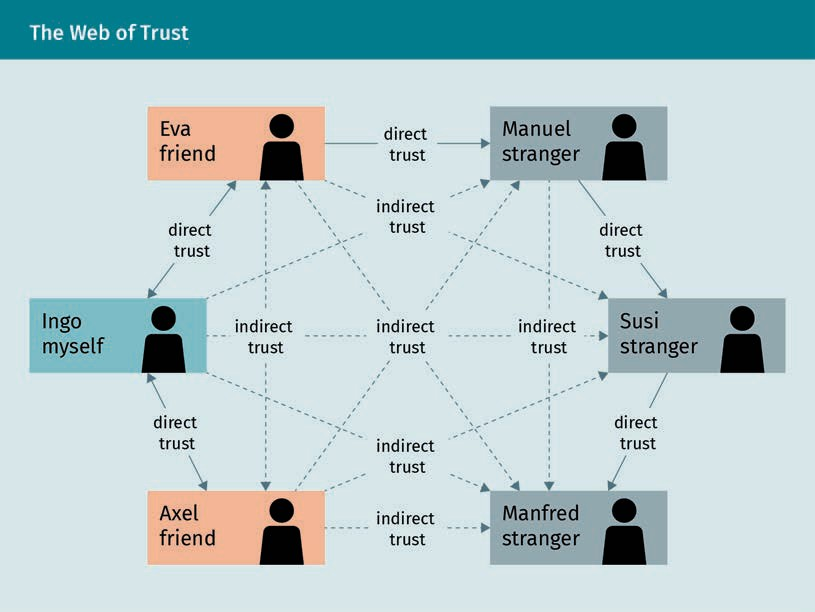 The Web of Trust
Eva
friend
direct
trust
Manuel
stranger
indirect
trust
direct
trust
direct
trust
Ingo
myself
indirect
trust
indirect
trust
indirect
trust
Susi
stranger
direct
trust
indirect
trust
direct
trust
Axel
friend
indirect
trust
Manfred
stranger